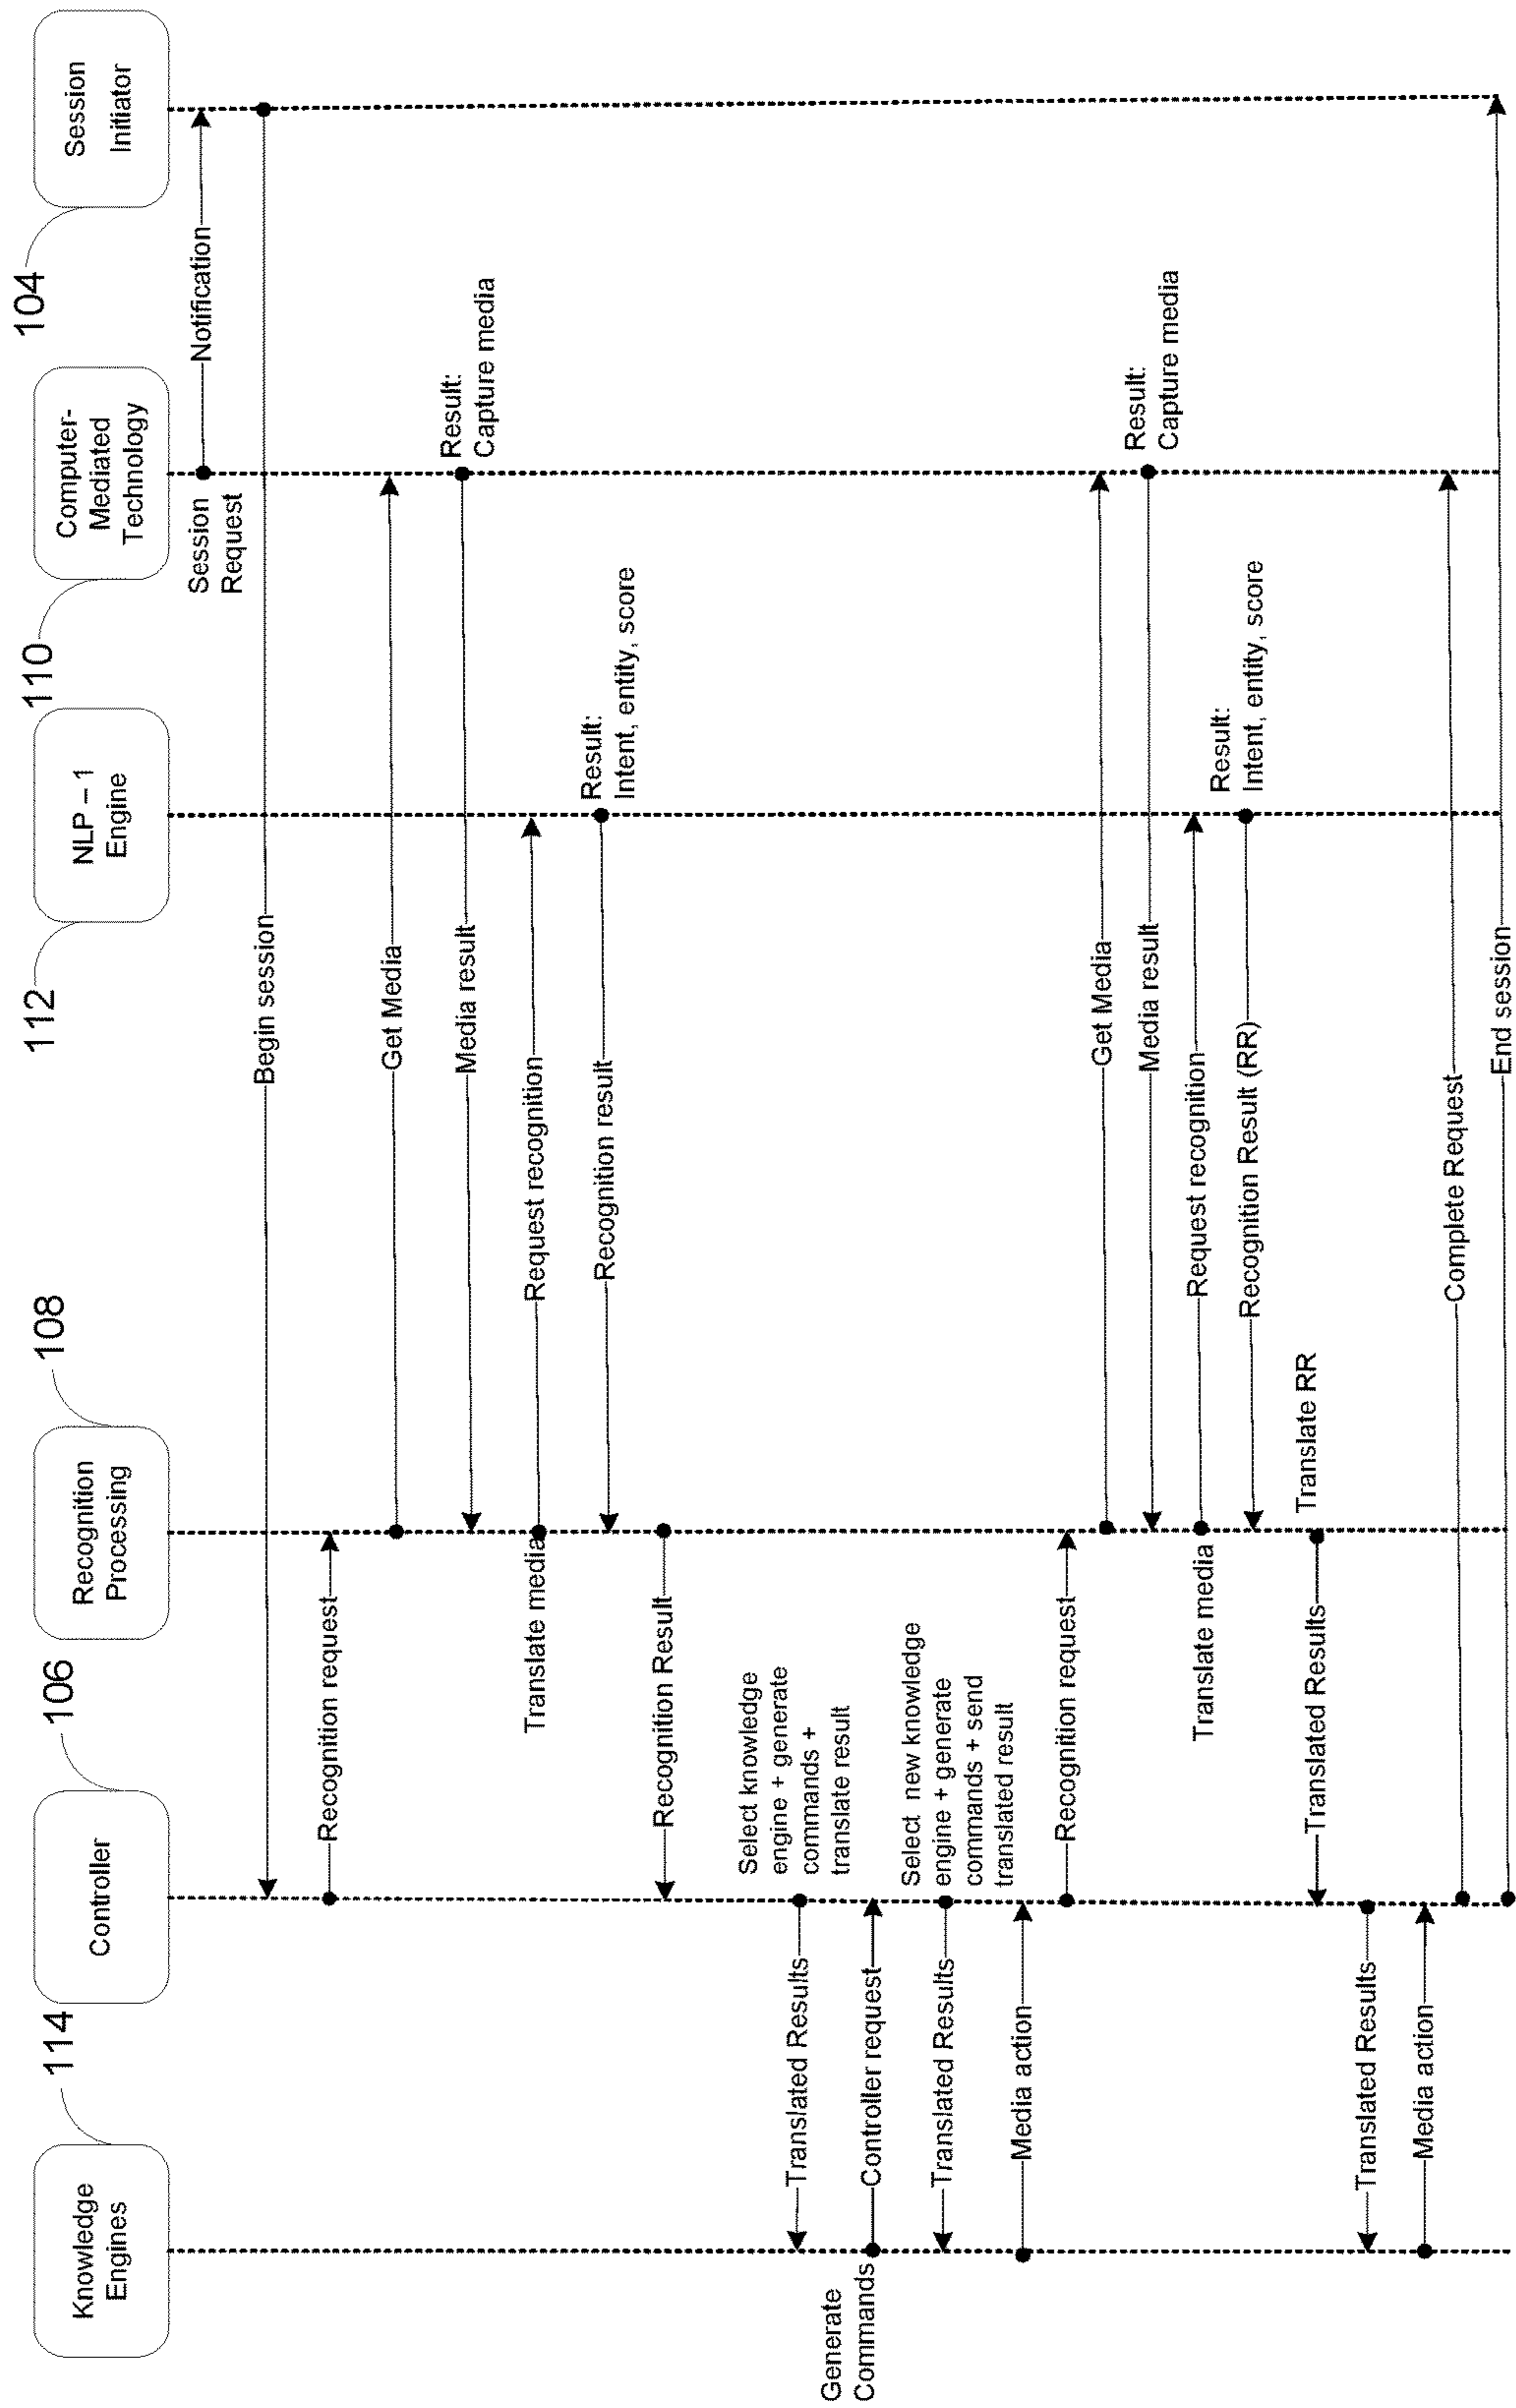 Knowledge
Engines
114
Controller
106
Recognition
Processing
108
NLP – 1
Engine
112
Computer-
Mediated
Technology
110
Session
Initiator
104
Session
Request
Notification
Begin session
Recognition request
Get Media
Result:
Capture media
Media result
Translate media
Request recognition
Result:
Intent, entity, score
Recognition result
Recognition Result
Select knowledge
engine + generate
commands +
translate result
Translated Results
Generate
Commands
Controller request
Select new knowledge
engine + generate
commands + send
translated result
Translated Results
Media action
Recognition request
Get Media
Result:
Capture media
Media result
Translate media
Request recognition
Result:
Intent, entity, score
Recognition Result (RR)
Translate RR
Translated Results
Translated Results
Media action
Complete Request
End session